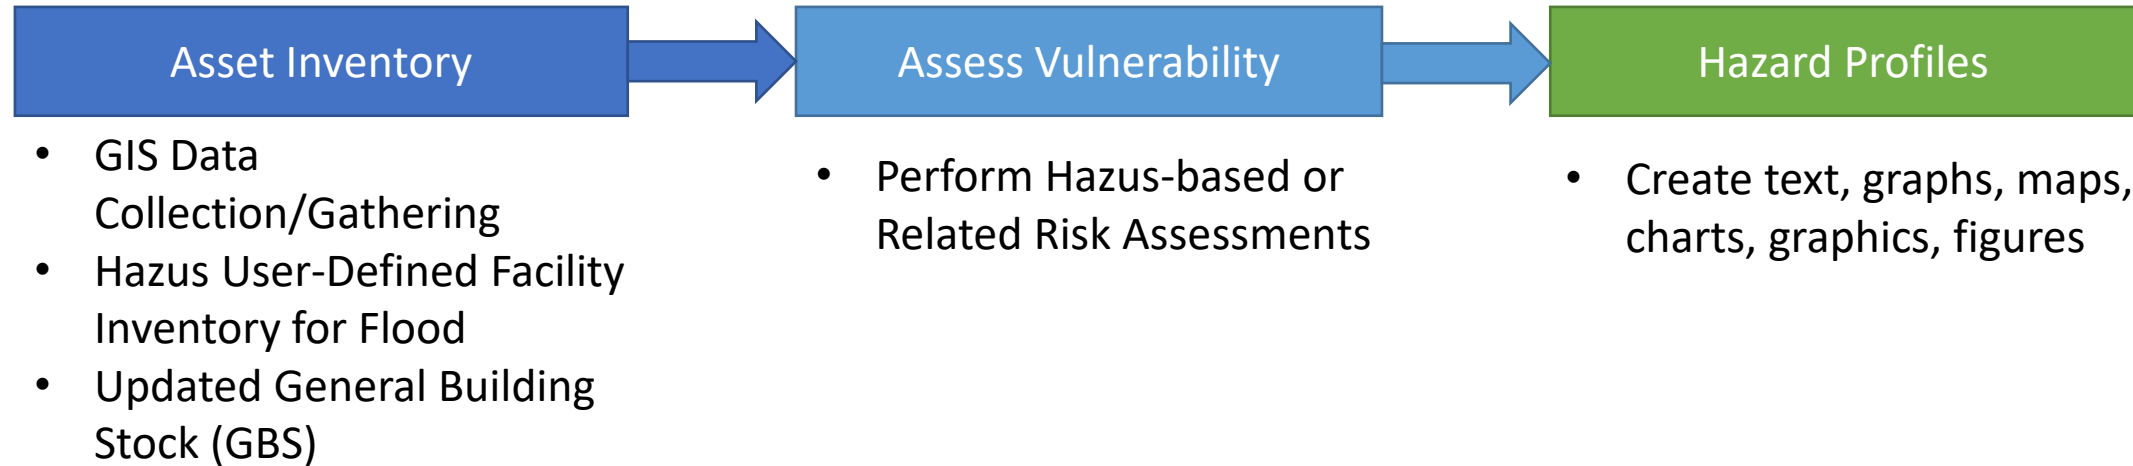 Asset Inventory
Assess Vulnerability
Hazard Profiles
• GIS Data
Collection/Gathering
• Hazus User-Defined Facility
Inventory for Flood
• Updated General Building
Stock (GBS)
• Perform Hazus-based or
Related Risk Assessments
• Create text, graphs, maps,
charts, graphics, figures